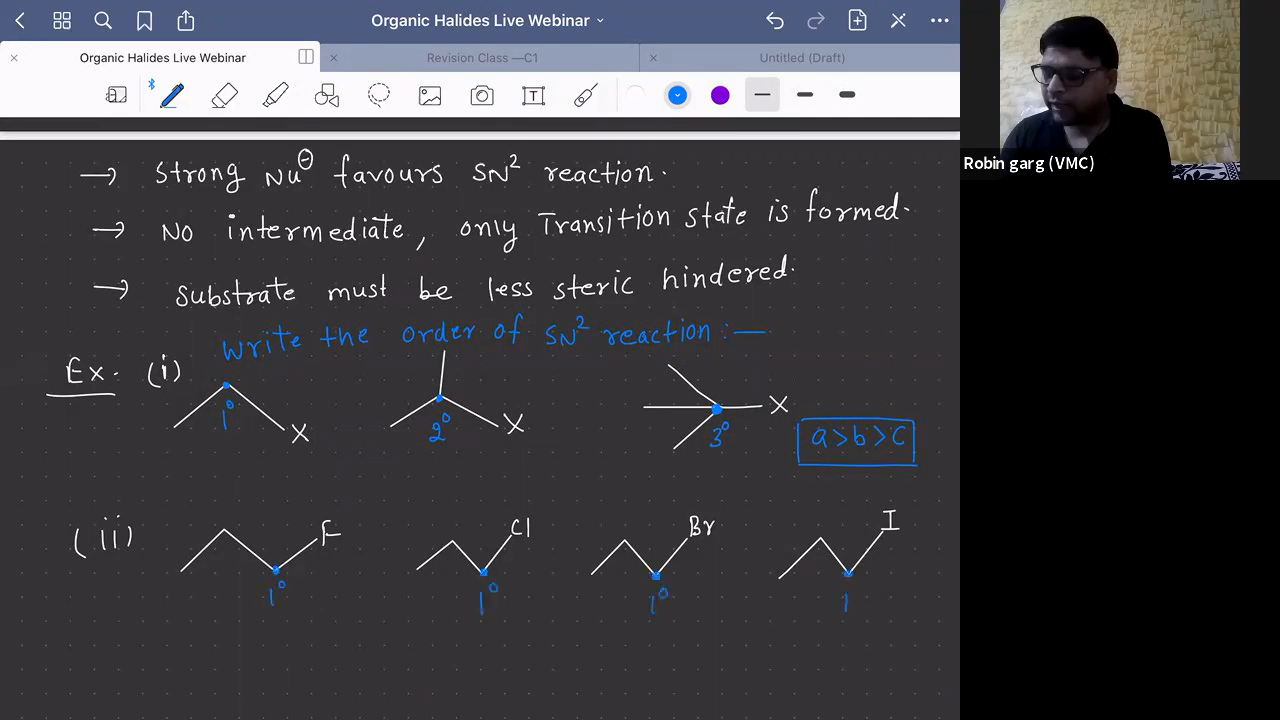 Organic Halides Live Webinar
Organic Halides Live Webinar
Revision Class —C1
Untitled (Draft)
T
Robin garg (VMC)
→ Strong Nu⊖ favours SN² reaction.
→ No intermediate, only Transition state is formed.
→ Substrate must be less steric hindered.
Write the order of SN² reaction :—
Ex. (i)
1° X
2° X
3° X
a > b > c
(ii)
F Cl Br I
1° 1° 1° 1